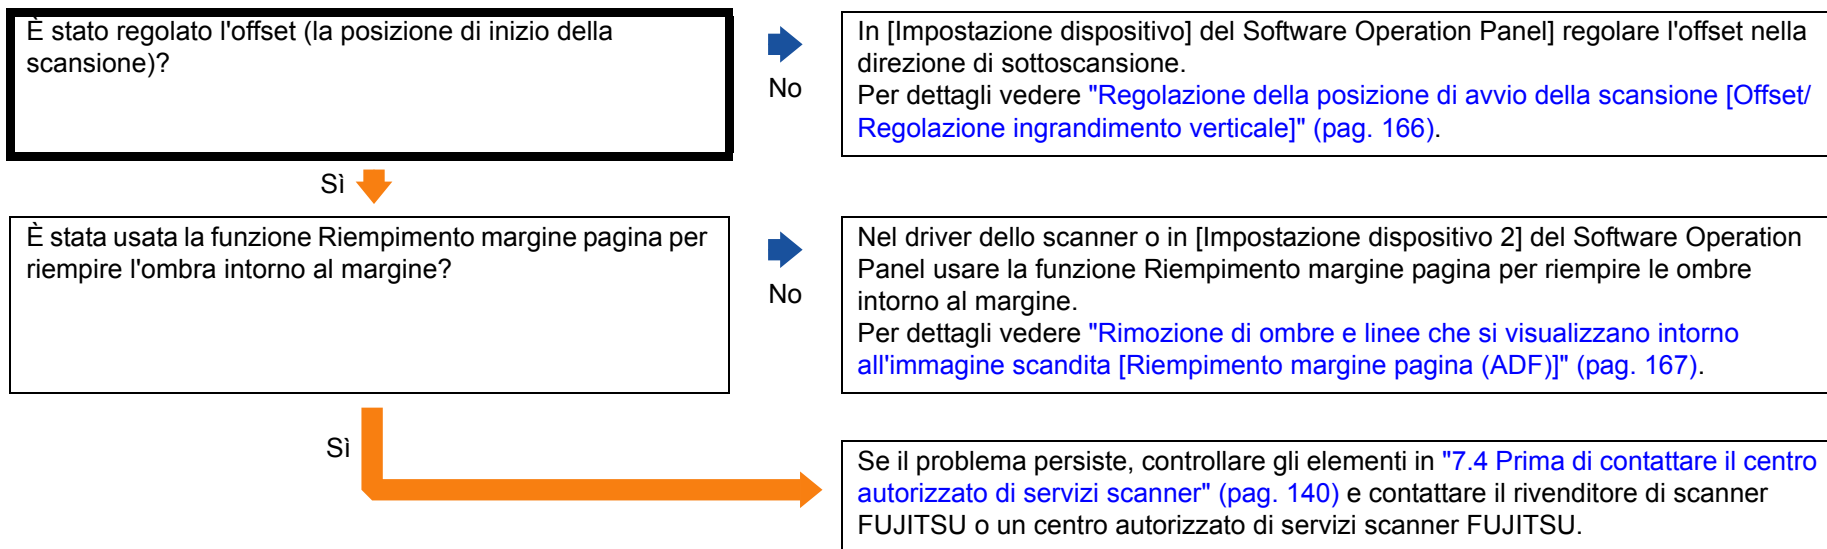 È stato regolato l'offset (la posizione di inizio della
scansione)?
No
In [Impostazione dispositivo] del Software Operation Panel] regolare l'offset nella
direzione di sottoscansione.
Per dettagli vedere "Regolazione della posizione di avvio della scansione [Offset/
Regolazione ingrandimento verticale]" (pag. 166).
Sì
È stata usata la funzione Riempimento margine pagina per
riempire l'ombra intorno al margine?
No
Nel driver dello scanner o in [Impostazione dispositivo 2] del Software Operation
Panel usare la funzione Riempimento margine pagina per riempire le ombre
intorno al margine.
Per dettagli vedere "Rimozione di ombre e linee che si visualizzano intorno
all'immagine scandita [Riempimento margine pagina (ADF)]" (pag. 167).
Sì
Se il problema persiste, controllare gli elementi in "7.4 Prima di contattare il centro
autorizzato di servizi scanner" (pag. 140) e contattare il rivenditore di scanner
FUJITSU o un centro autorizzato di servizi scanner FUJITSU.